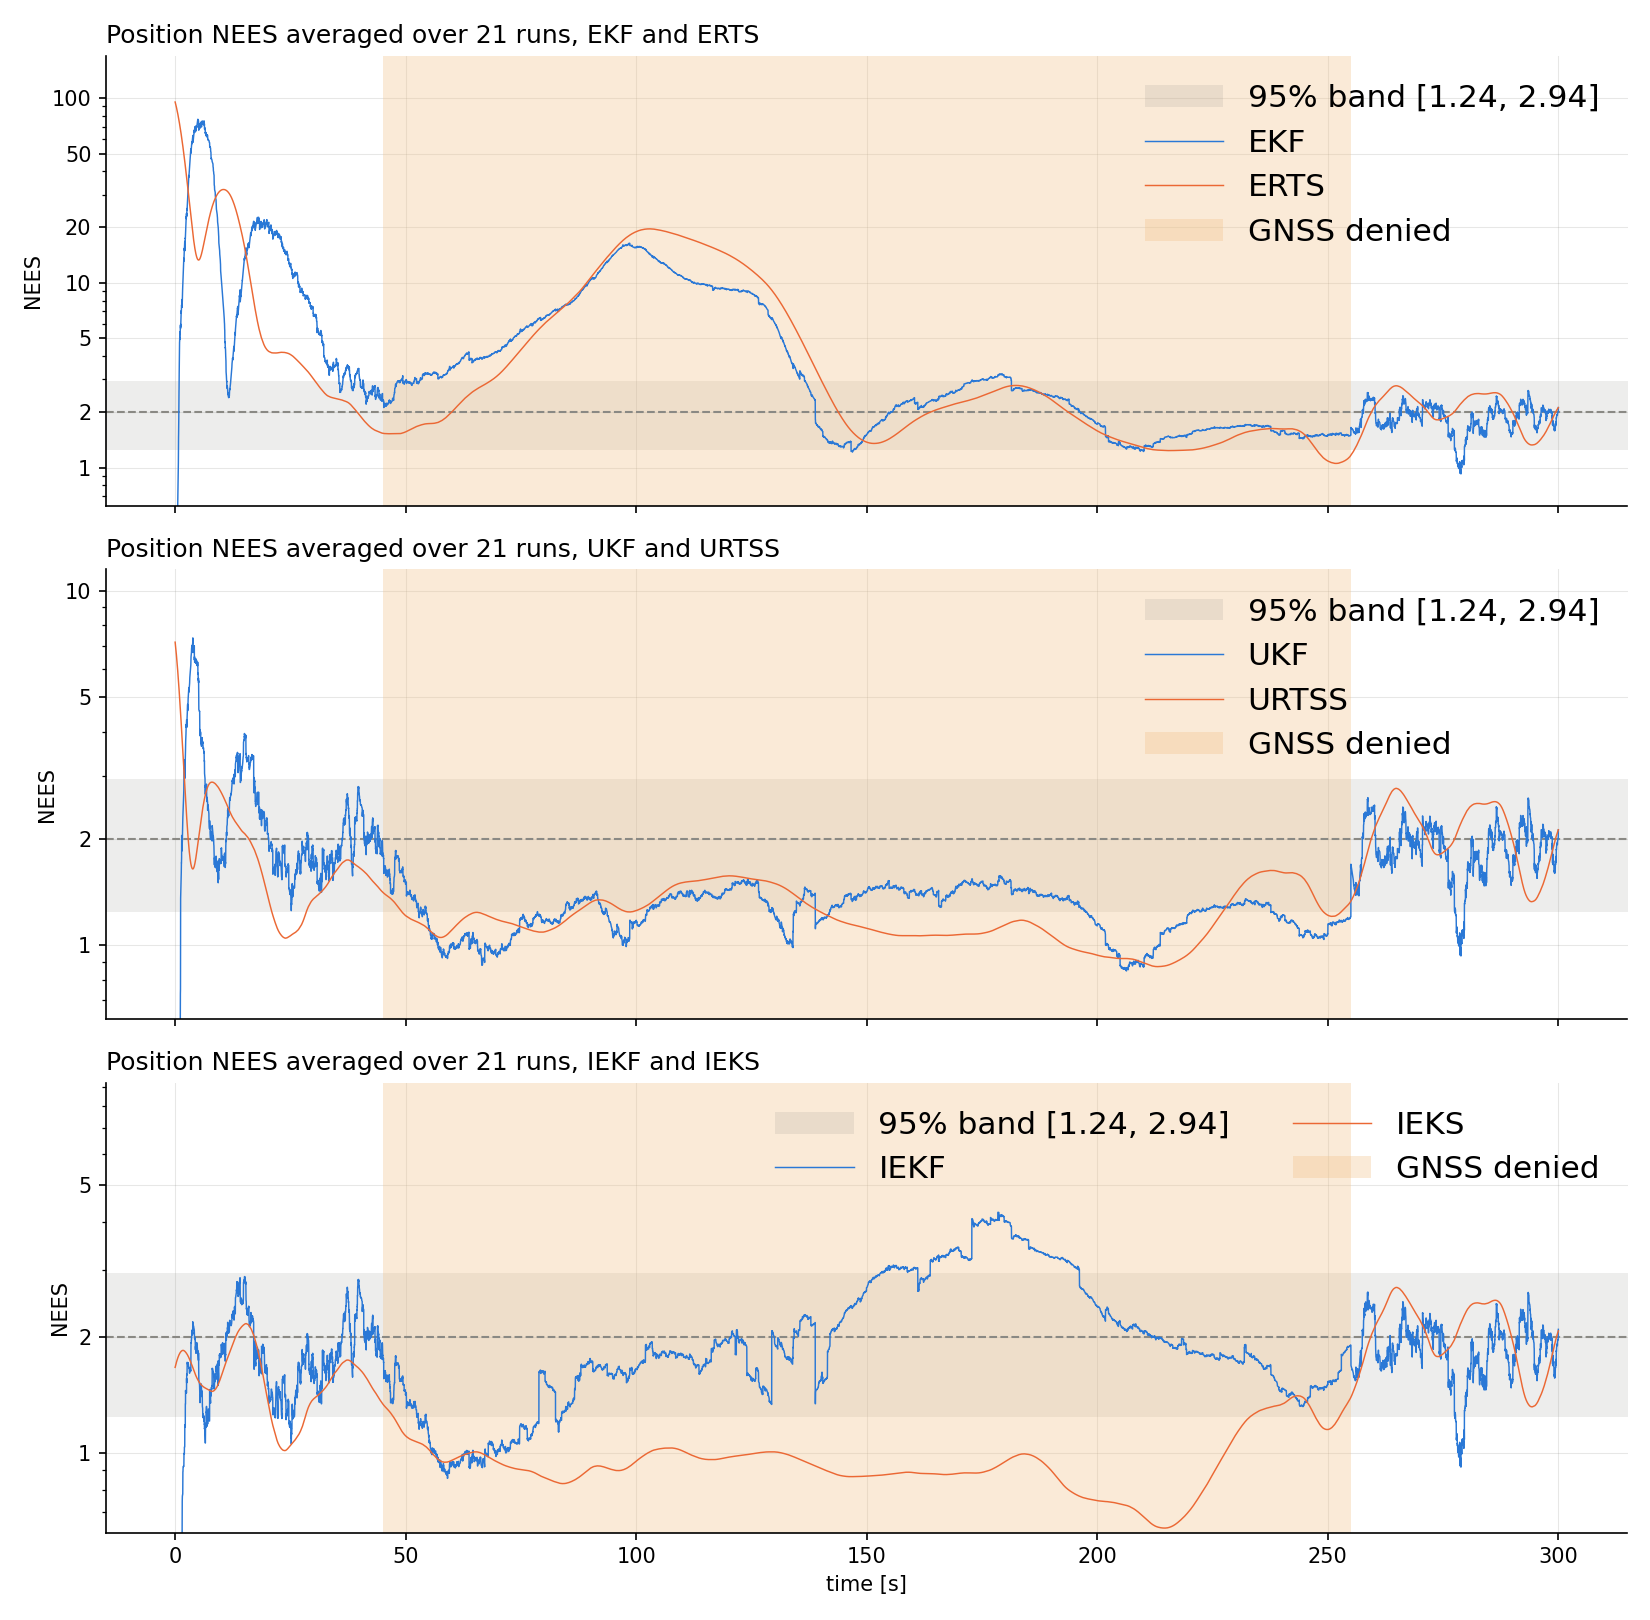 Position NEES averaged over 21 runs, EKF and ERTS
100
50
20
10
5
2
1
NEES
95% band [1.24, 2.94]
EKF
ERTS
GNSS denied
Position NEES averaged over 21 runs, UKF and URTSS
10
5
2
1
NEES
95% band [1.24, 2.94]
UKF
URTSS
GNSS denied
Position NEES averaged over 21 runs, IEKF and IEKS
5
2
1
NEES
95% band [1.24, 2.94]
IEKF
IEKS
GNSS denied
0 50 100 150 200 250 300
time [s]